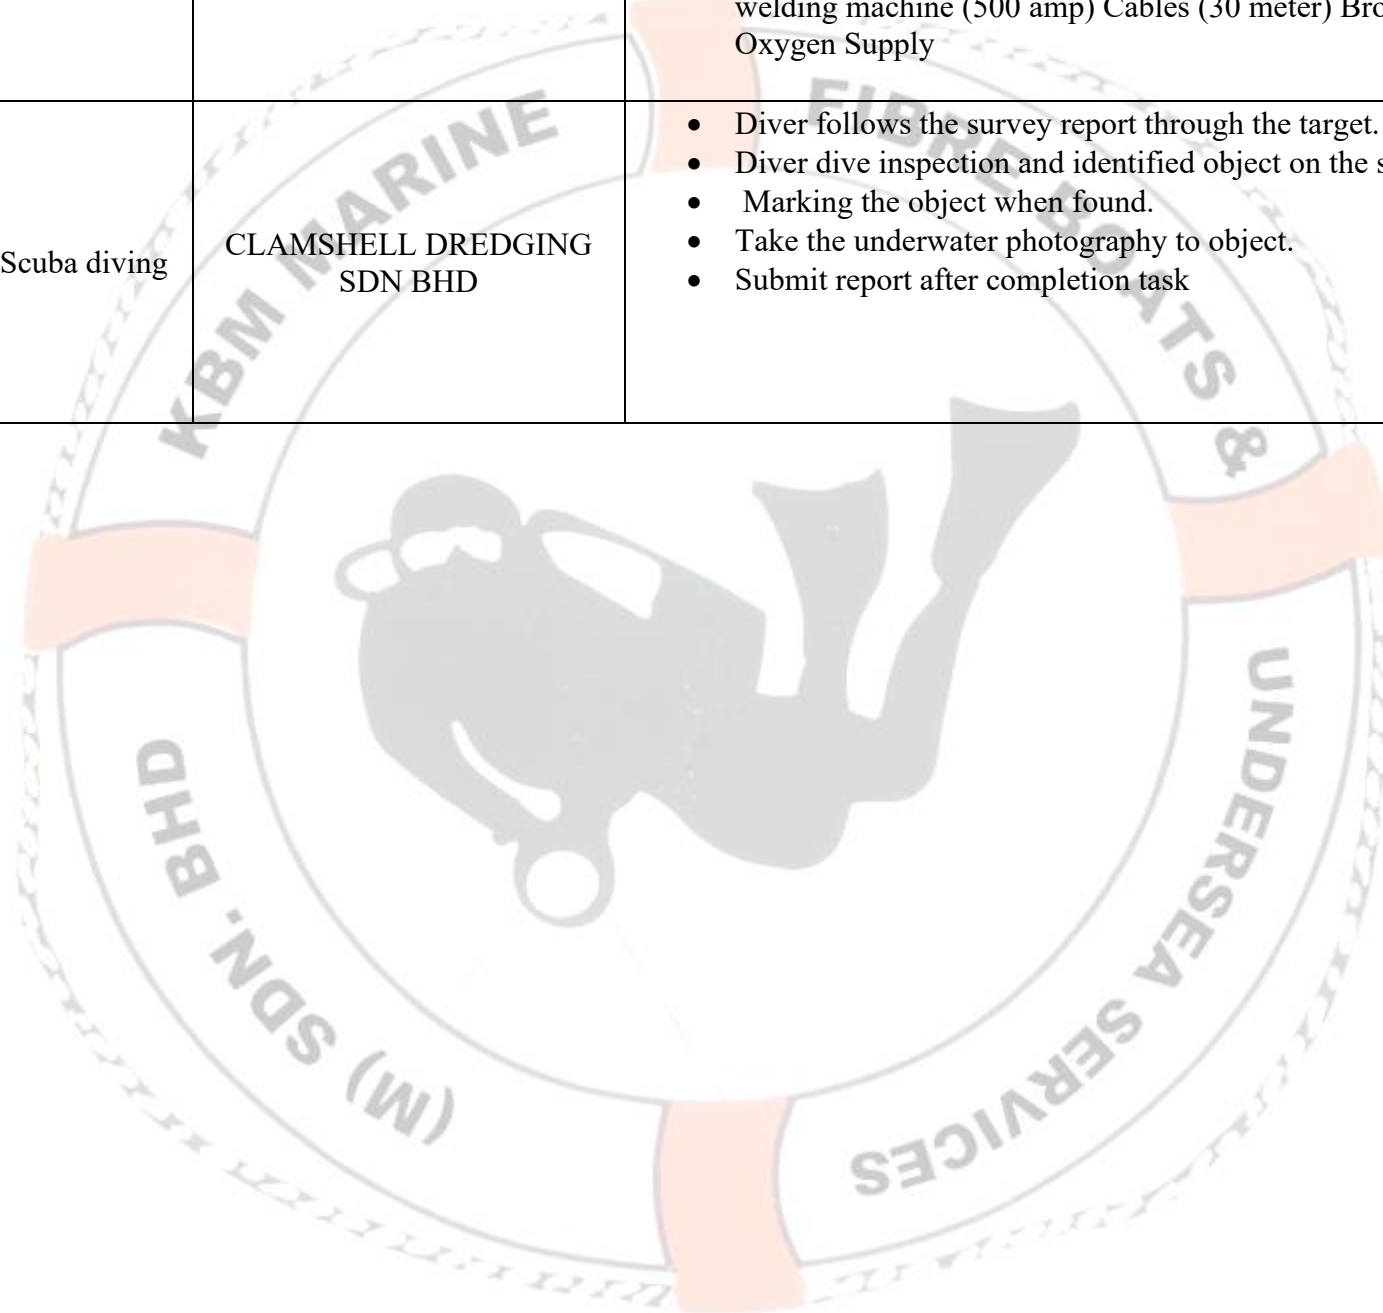 welding machine (500 amp) Cables (30 meter)
Oxygen Supply
Scuba diving
CLAMSHELL DREDGING
SDN BHD
• Diver follows the survey report through the target.
• Diver dive inspection and identified object on the
• Marking the object when found.
• Take the underwater photography to object.
• Submit report after completion task
KBM MARINE
FIBRE BOATS &
UNDERSEA SERVICES
(M) SDN. BHD